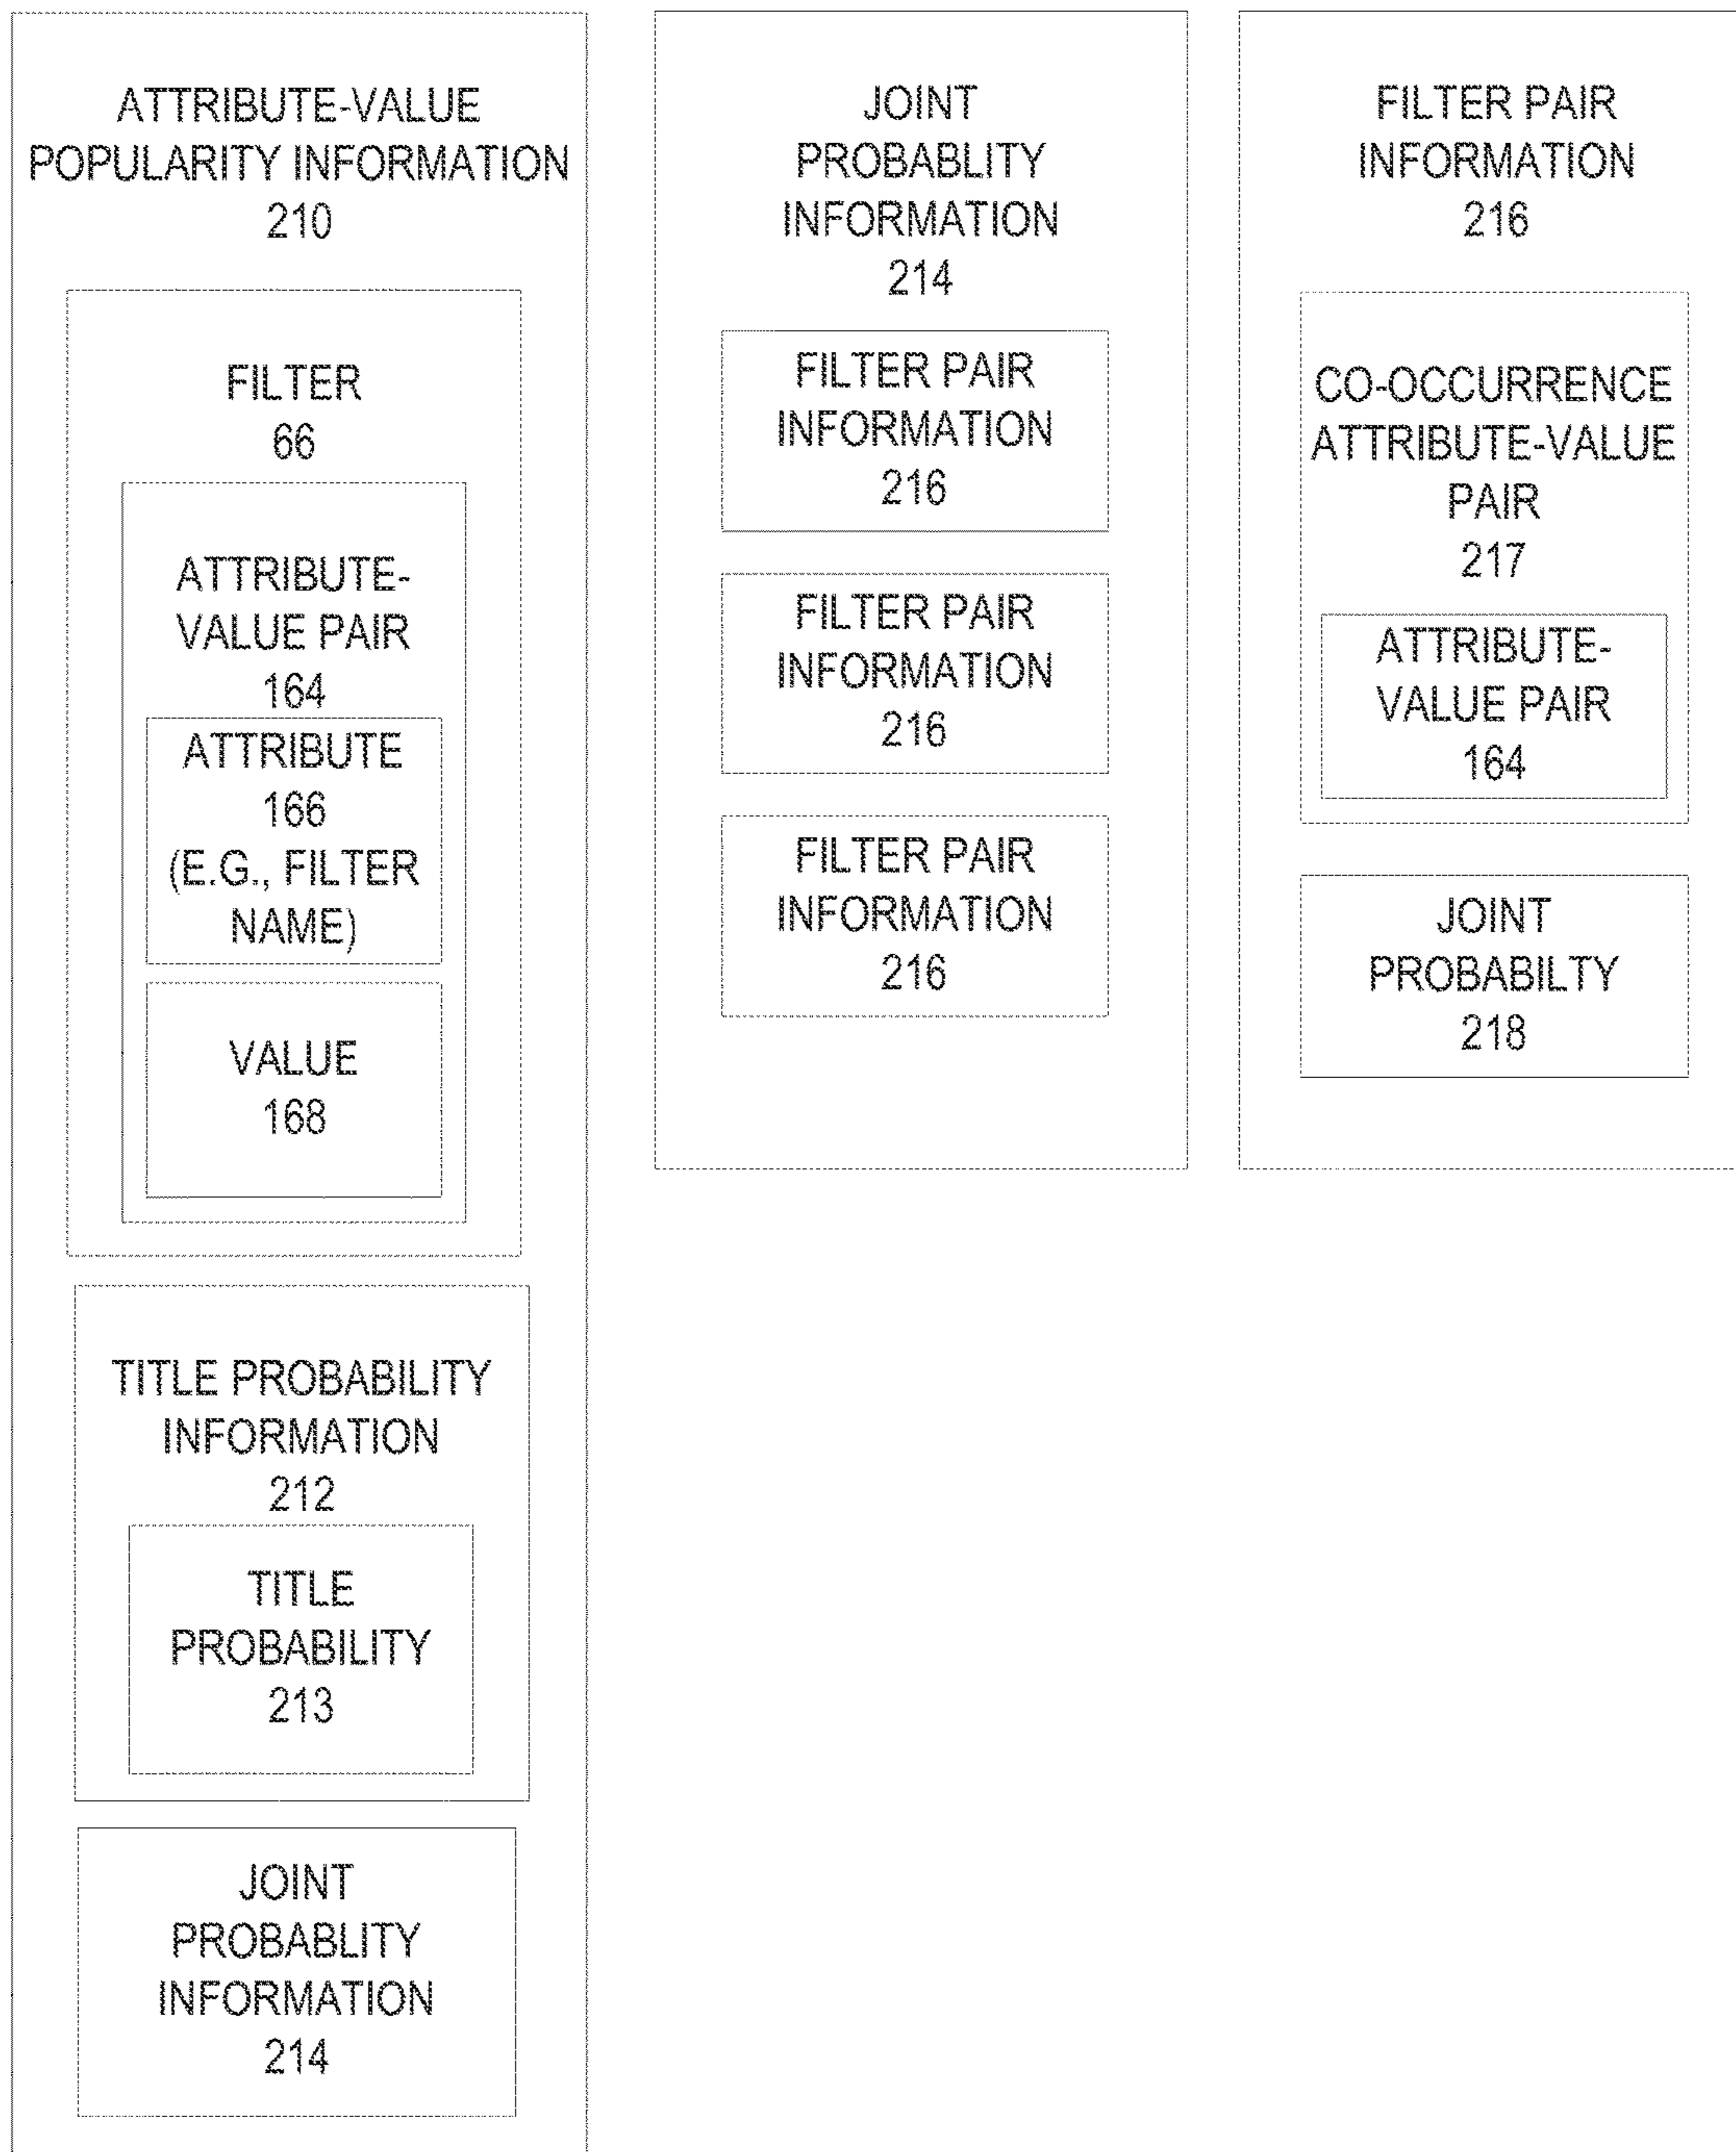 ATTRIBUTE-VALUE
POPULARITY INFORMATION
210
FILTER
66
ATTRIBUTE-
VALUE PAIR
164
ATTRIBUTE
166
(E.G., FILTER
NAME)
VALUE
168
TITLE PROBABILITY
INFORMATION
212
TITLE
PROBABILITY
213
JOINT
PROBABLITY
INFORMATION
214
JOINT
PROBABLITY
INFORMATION
214
FILTER PAIR
INFORMATION
216
FILTER PAIR
INFORMATION
216
FILTER PAIR
INFORMATION
216
FILTER PAIR
INFORMATION
216
CO-OCCURRENCE
ATTRIBUTE-VALUE
PAIR
217
ATTRIBUTE-
VALUE PAIR
164
JOINT
PROBABILTY
218